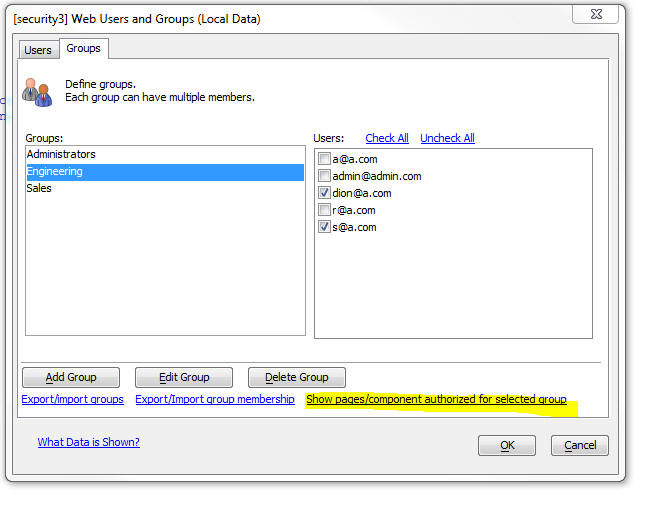 [security3] Web Users and Groups (Local Data)
Users Groups
Define groups.
Each group can have multiple members.
Groups:
Administrators
Engineering
Sales
Users: Check All Uncheck All
a@a.com
admin@admin.com
dion@a.com
r@a.com
s@a.com
Add Group Edit Group Delete Group
Export/import groups Export/Import group membership Show pages/component authorized for selected group
What Data is Shown? OK Cancel